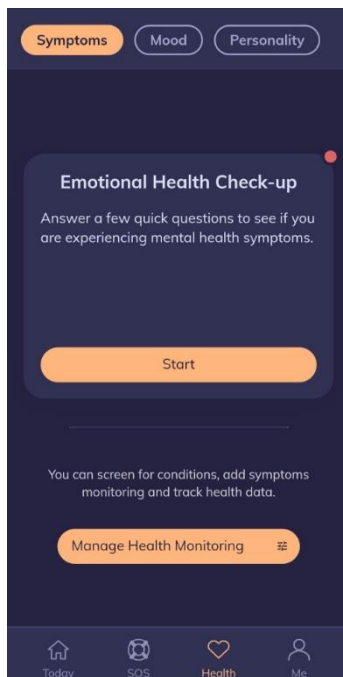 Symptoms Mood Personality
Emotional Health Check-up
Answer a few quick questions to see if you
are experiencing mental health symptoms.
Start
You can screen for conditions, add symptoms
monitoring and track health data.
Manage Health Monitoring
Today SOS Health Me